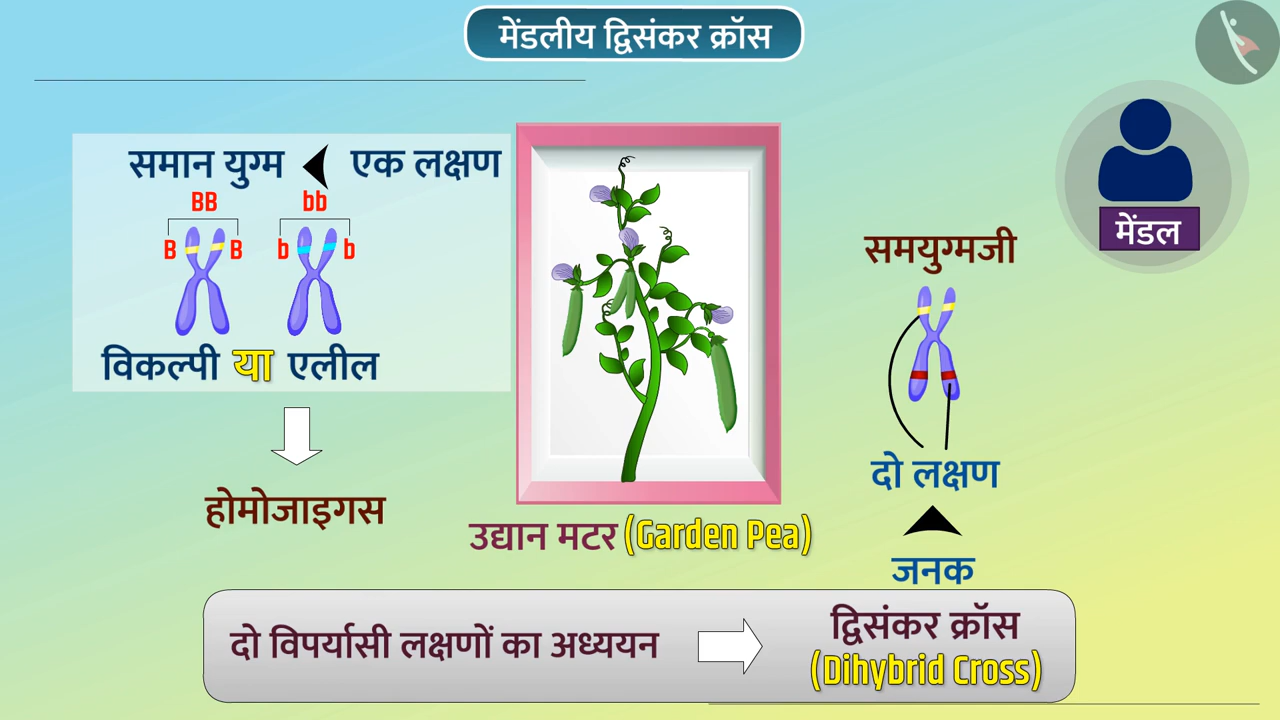 मेंडलीय द्विसंकर क्रॉस
समान युग्म एक लक्षण
BB bb
B B b b
विकल्पी या एलील
होमोजाइगस
उद्यान मटर (Garden Pea)
मेंडल
समयुग्मजी
दो लक्षण
जनक
दो विपर्यासी लक्षणों का अध्ययन
द्विसंकर क्रॉस
(Dihybrid Cross)